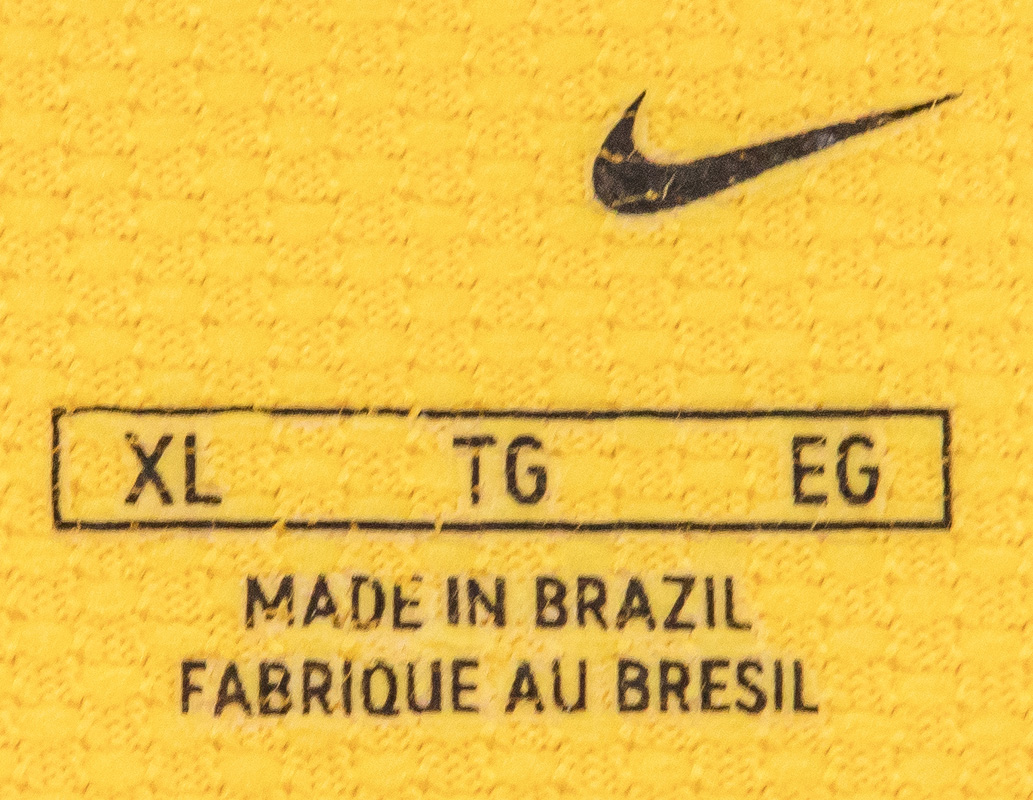 XL TG EG
MADE IN BRAZIL
FABRIQUE AU BRESIL